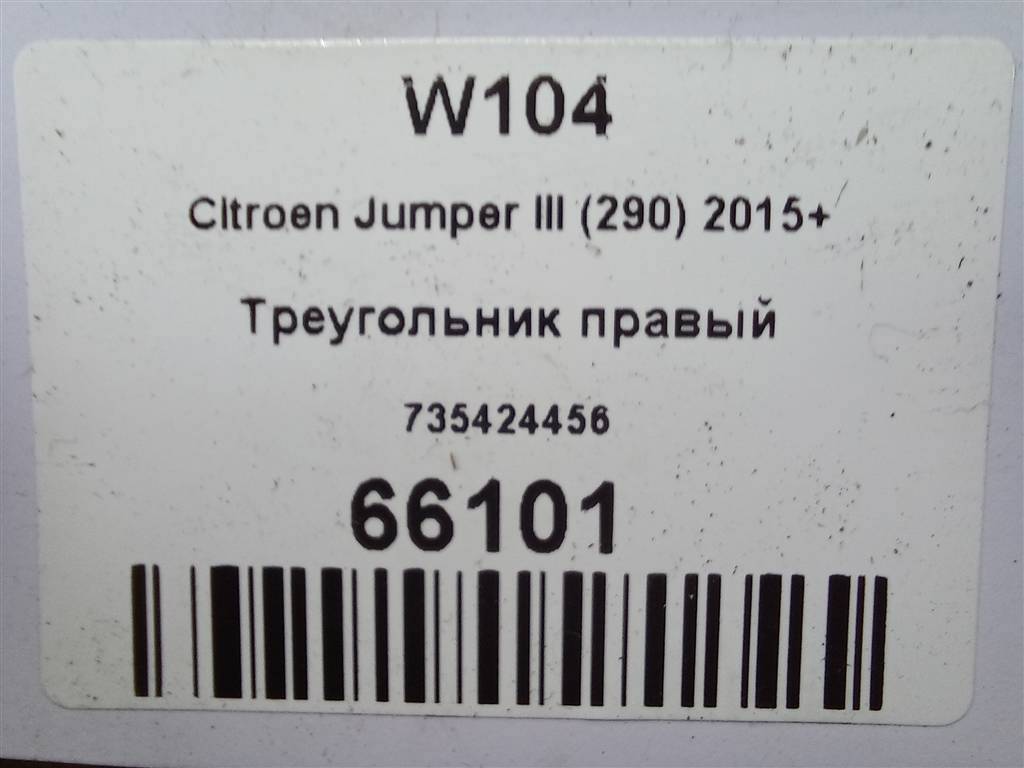 W104
Citroen Jumper III (290) 2015+
Треугольник правый
735424456
66101